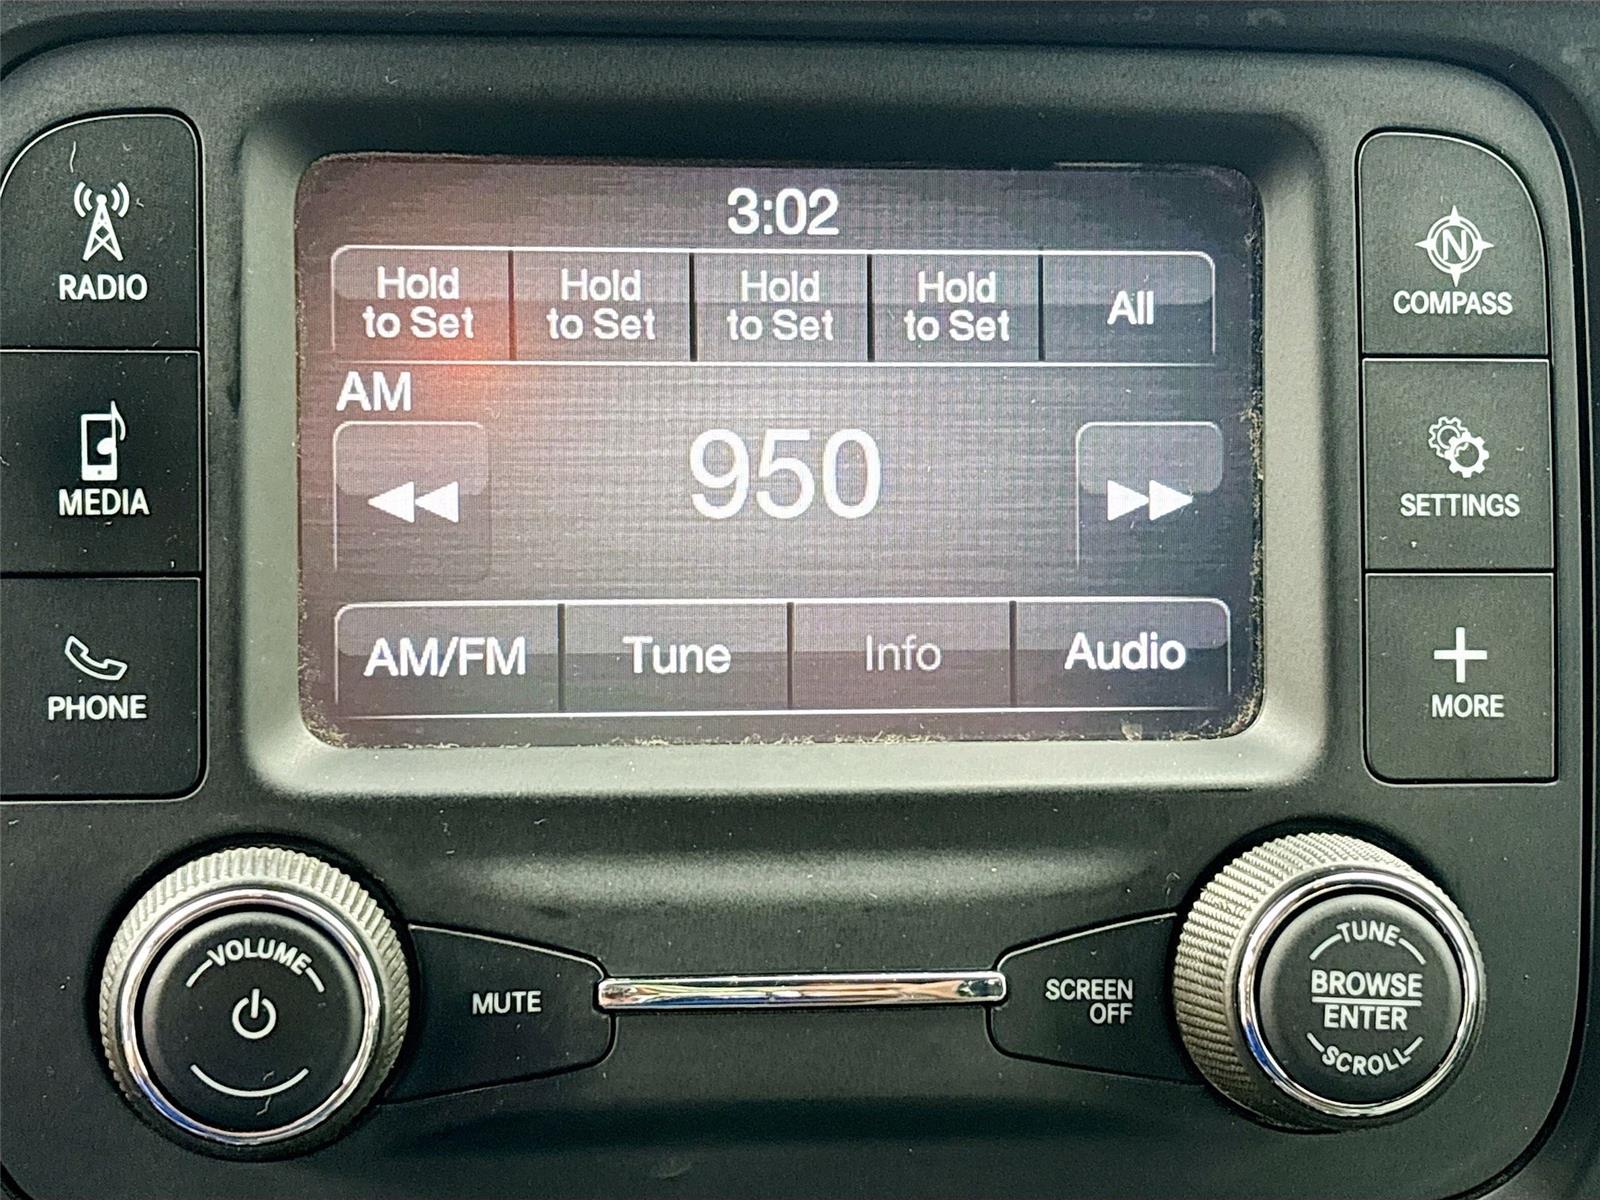 3:02
Hold to Set
Hold to Set
Hold to Set
Hold to Set
All
AM
950
AM/FM
Tune
Info
Audio
RADIO
MEDIA
PHONE
N
COMPASS
SETTINGS
MORE
VOLUME
MUTE
SCREEN
OFF
TUNE
BROWSE
ENTER
SCROLL